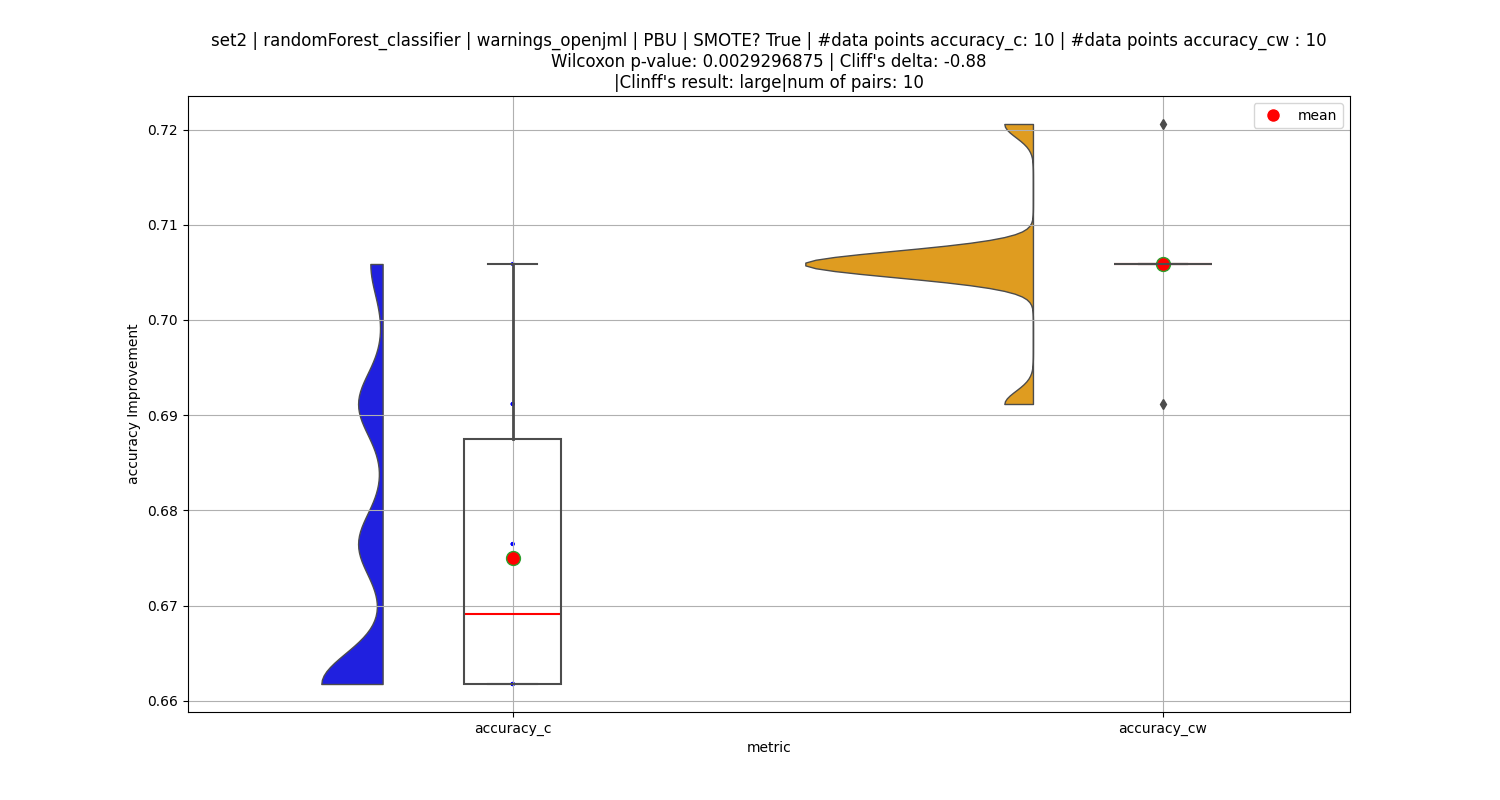 set2 | randomForest_classifier | warnings_openjml | PBU | SMOTE? True | #data points accuracy_c: 10 | #data points accuracy_cw : 10
Wilcoxon p-value: 0.0029296875 | Cliff's delta: -0.88
|Clinff's result: large|num of pairs: 10
mean
0.72
0.71
0.70
0.69
0.68
0.67
0.66
accuracy Improvement
accuracy_c
accuracy_cw
metric